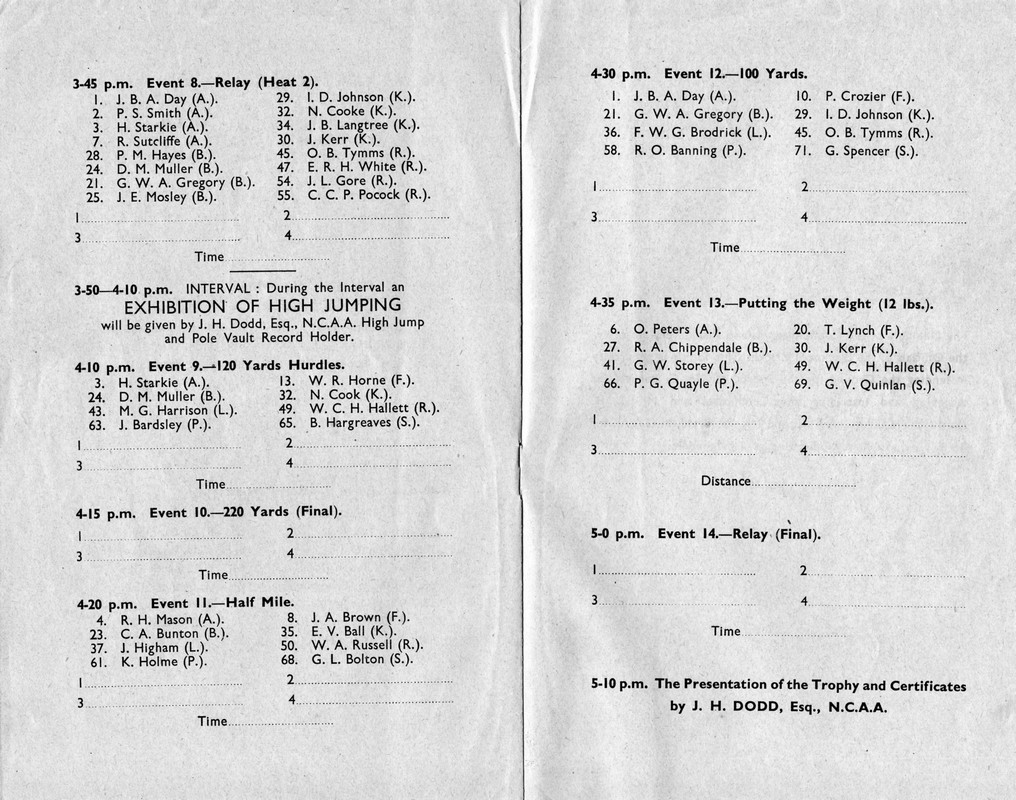 3-45 p.m. Event 8.—Relay (Heat 2).
1. J. B. A. Day (A.). 29. I. D. Johnson (K.).
2. P. S. Smith (A.). 32. N. Cooke (K.).
3. H. Starkie (A.). 34. J. B. Langtree (K.).
7. R. Sutcliffe (A.). 30. J. Kerr (K.).
28. P. M. Hayes (B.). 45. O. B. Tymms (R.).
24. D. M. Muller (B.). 47. E. R. H. White (R.).
21. G. W. A. Gregory (B.). 54. J. L. Gore (R.).
25. J. E. Mosley (B.). 55. C. C. P. Pocock (R.).
1 2
3 4
Time
3-50—4-10 p.m. INTERVAL : During the Interval an
EXHIBITION OF HIGH JUMPING
will be given by J. H. Dodd, Esq., N.C.A.A. High Jump
and Pole Vault Record Holder.
4-10 p.m. Event 9.—120 Yards Hurdles.
3. H. Starkie (A.). 13. W. R. Horne (F.).
24. D. M. Muller (B.). 32. N. Cook (K.).
43. M. G. Harrison (L.). 49. W. C. H. Hallett (R.).
63. J. Bardsley (P.). 65. B. Hargreaves (S.).
1 2
3 4
Time
4-15 p.m. Event 10.—220 Yards (Final).
1 2
3 4
Time
4-20 p.m. Event 11.—Half Mile.
4. R. H. Mason (A.). 8. J. A. Brown (F.).
23. C. A. Bunton (B.). 35. E. V. Ball (K.).
37. J. Higham (L.). 50. W. A. Russell (R.).
61. K. Holme (P.). 68. G. L. Bolton (S.).
1 2
3 4
Time
4-30 p.m. Event 12.—100 Yards.
1. J. B. A. Day (A.). 10. P. Crozier (F.).
21. G. W. A. Gregory (B.). 29. I. D. Johnson (K.).
36. F. W. G. Brodrick (L.). 45. O. B. Tymms (R.).
58. R. O. Banning (P.). 71. G. Spencer (S.).
1 2
3 4
Time
4-35 p.m. Event 13.—Putting the Weight (12 lbs.).
6. O. Peters (A.). 20. T. Lynch (F.).
27. R. A. Chippendale (B.). 30. J. Kerr (K.).
41. G. W. Storey (L.). 49. W. C. H. Hallett (R.).
66. P. G. Quayle (P.). 69. G. V. Quinlan (S.).
1 2
3 4
Distance
5-0 p.m. Event 14.—Relay (Final).
1 2
3 4
Time
5-10 p.m. The Presentation of the Trophy and Certificates
by J. H. DODD, Esq., N.C.A.A.